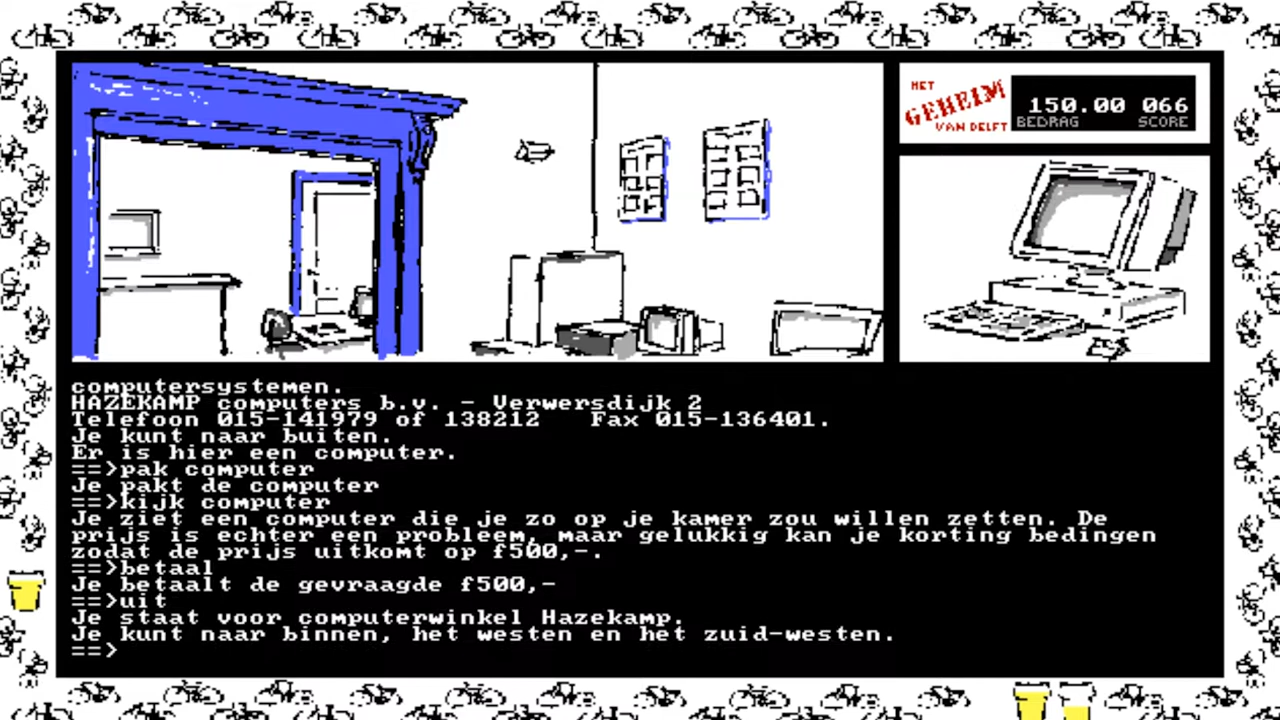 HET
GEHEIM
VAN DELFT
150.00 066
BEDRAG SCORE
computersystemen.
HAZEKAMP computers b.v. - Verwersdijk 2
Telefoon 015-141979 of 138212 Fax 015-136401.
Je kunt naar buiten.
Er is hier een computer.
==>pak computer
Je pakt de computer
==>kijk computer
Je ziet een computer die je zo op je kamer zou willen zetten. De
prijs is echter een probleem, maar gelukkig kan je korting bedingen
zodat de prijs uitkomt op f500,-.
==>betaal
Je betaalt de gevraagde f500,-
==>uit
Je staat voor computerwinkel Hazekamp.
Je kunt naar binnen, het westen en het zuid-westen.
==>